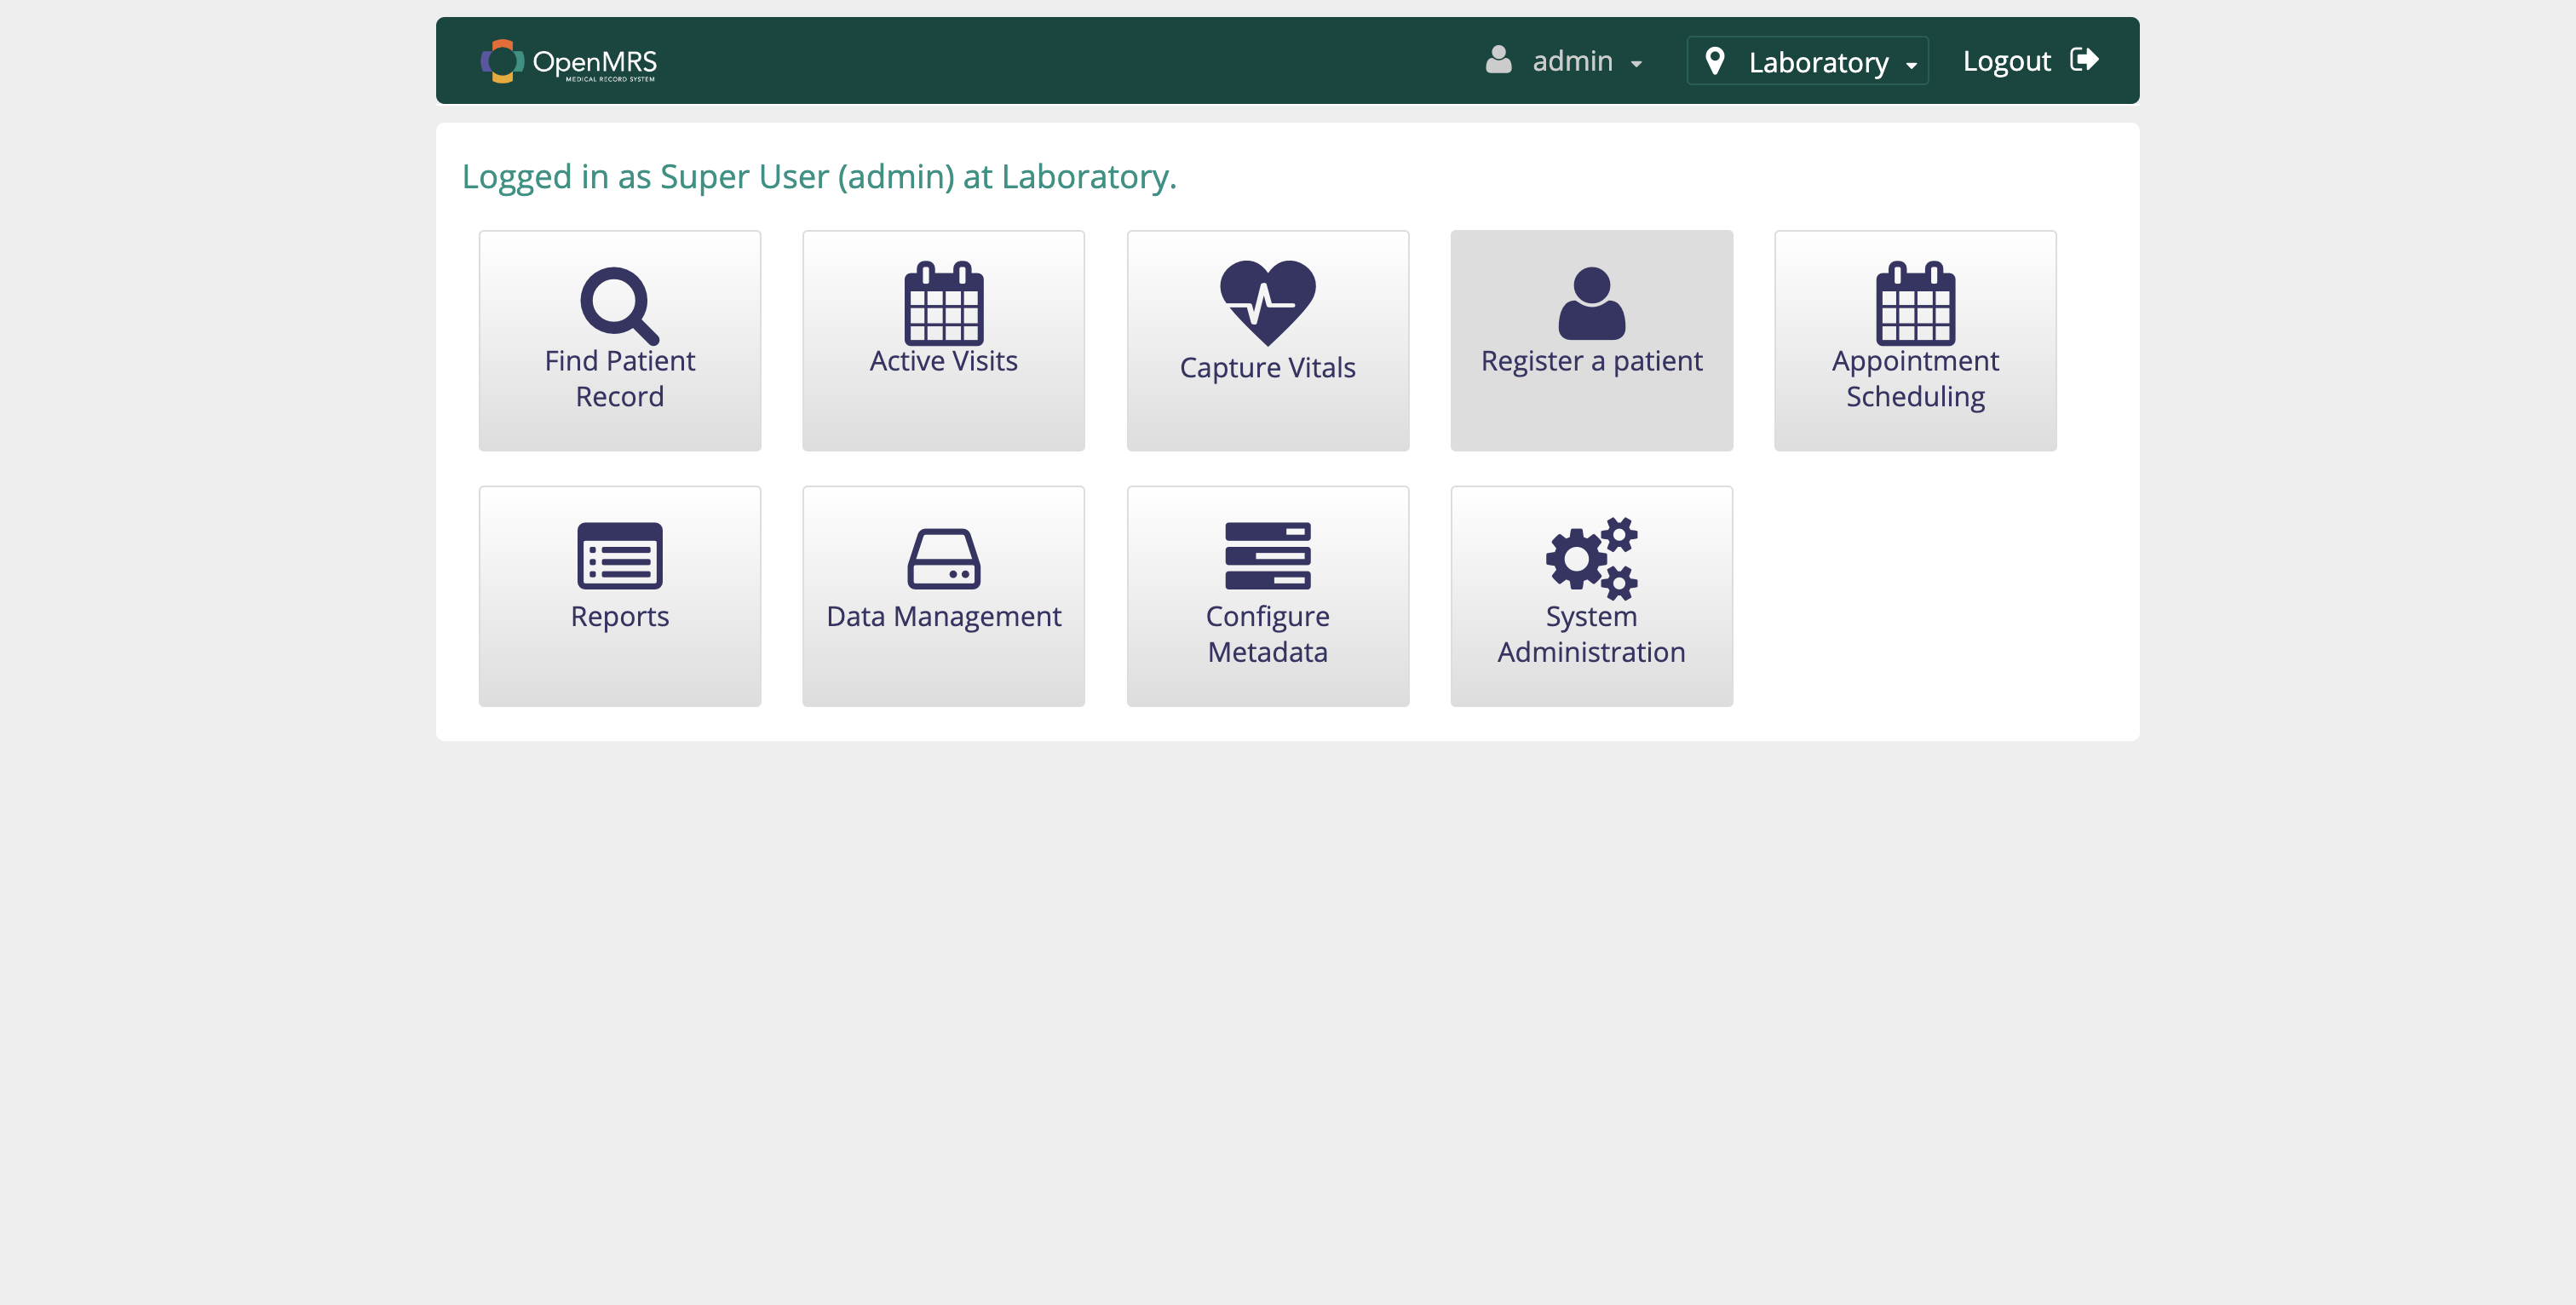 OpenMRS
MEDICAL RECORD SYSTEM
admin
Laboratory
Logout
Logged in as Super User (admin) at Laboratory.
Find Patient
Record
Active Visits
Capture Vitals
Register a patient
Appointment
Scheduling
Reports
Data Management
Configure
Metadata
System
Administration